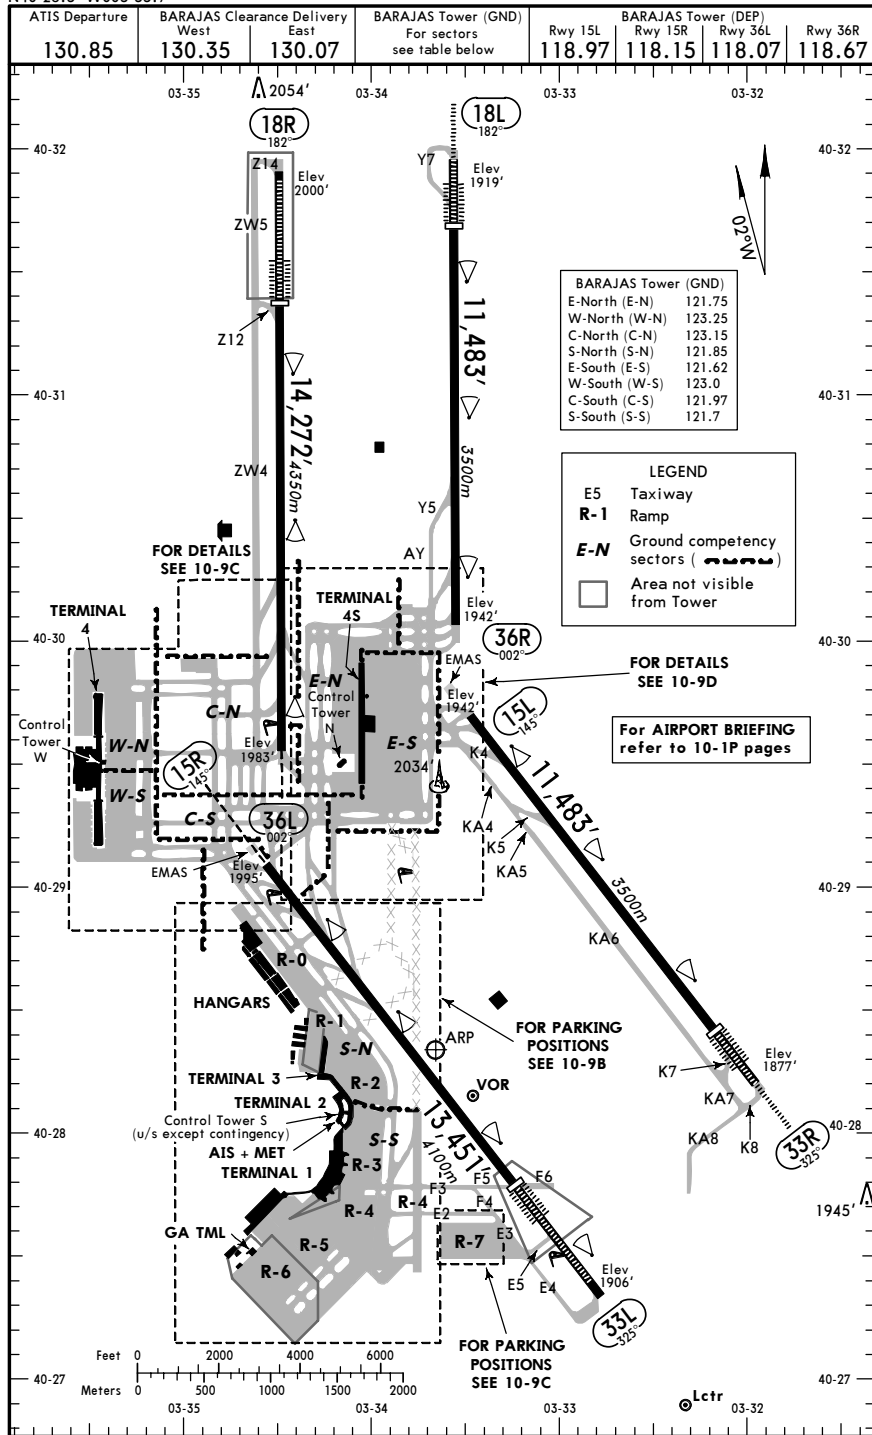 ATIS Departure
130.85
BARAJAS Clearance Delivery
West East
130.35 130.07
BARAJAS Tower (GND)
For sectors
see table below
BARAJAS Tower (DEP)
Rwy 15L Rwy 15R Rwy 36L Rwy 36R
118.97 118.15 118.07 118.67
03-35 03-34 03-33 03-32
2054'
18R
182°
18L
182°
40-32 40-32
Z14
Elev
2000'
Y7
Elev
1919'
ZW5
02°W
Z12
11,483'
3500m
14,272'
4350m
BARAJAS Tower (GND)
E-North (E-N) 121.75
W-North (W-N) 123.25
C-North (C-N) 123.15
S-North (S-N) 121.85
E-South (E-S) 121.62
W-South (W-S) 123.0
C-South (C-S) 121.97
S-South (S-S) 121.7
40-31 40-31
ZW4
Y5
AY
LEGEND
E5 Taxiway
R-1 Ramp
E-N Ground competency
sectors ( )
Area not visible
from Tower
FOR DETAILS
SEE 10-9C
TERMINAL
4
TERMINAL
4S
Elev
1942'
36R
002°
40-30 40-30
EMAS
Elev
1942'
15L
145°
FOR DETAILS
SEE 10-9D
E-N
Control
Tower
N
C-N
E-S
2034'
Control
Tower
W
W-N
W-S
Elev
1983'
15R
145°
For AIRPORT BRIEFING
refer to 10-1P pages
K4
KA4
K5
KA5
11,483'
3500m
C-S
36L
002°
EMAS
Elev
1995'
40-29 40-29
KA6
R-0
HANGARS
R-1
S-N
ARP
FOR PARKING
POSITIONS
SEE 10-9B
TERMINAL 3
R-2
VOR
K7
Elev
1877'
KA7
TERMINAL 2
Control Tower S
(u/s except contingency)
AIS + MET
TERMINAL 1
S-S
R-3
13,451'
4100m
40-28 40-28
KA8
K8
33R
325°
F3
F5
F6
F4
R-4
R-4
E2
E3
1945'
GA TML
R-5
R-7
R-6
E5
E4
Elev
1906'
33L
325°
FOR PARKING
POSITIONS
SEE 10-9C
Feet 0 2000 4000 6000
Meters 0 500 1000 1500 2000
40-27 40-27
Lctr
03-35 03-34 03-33 03-32